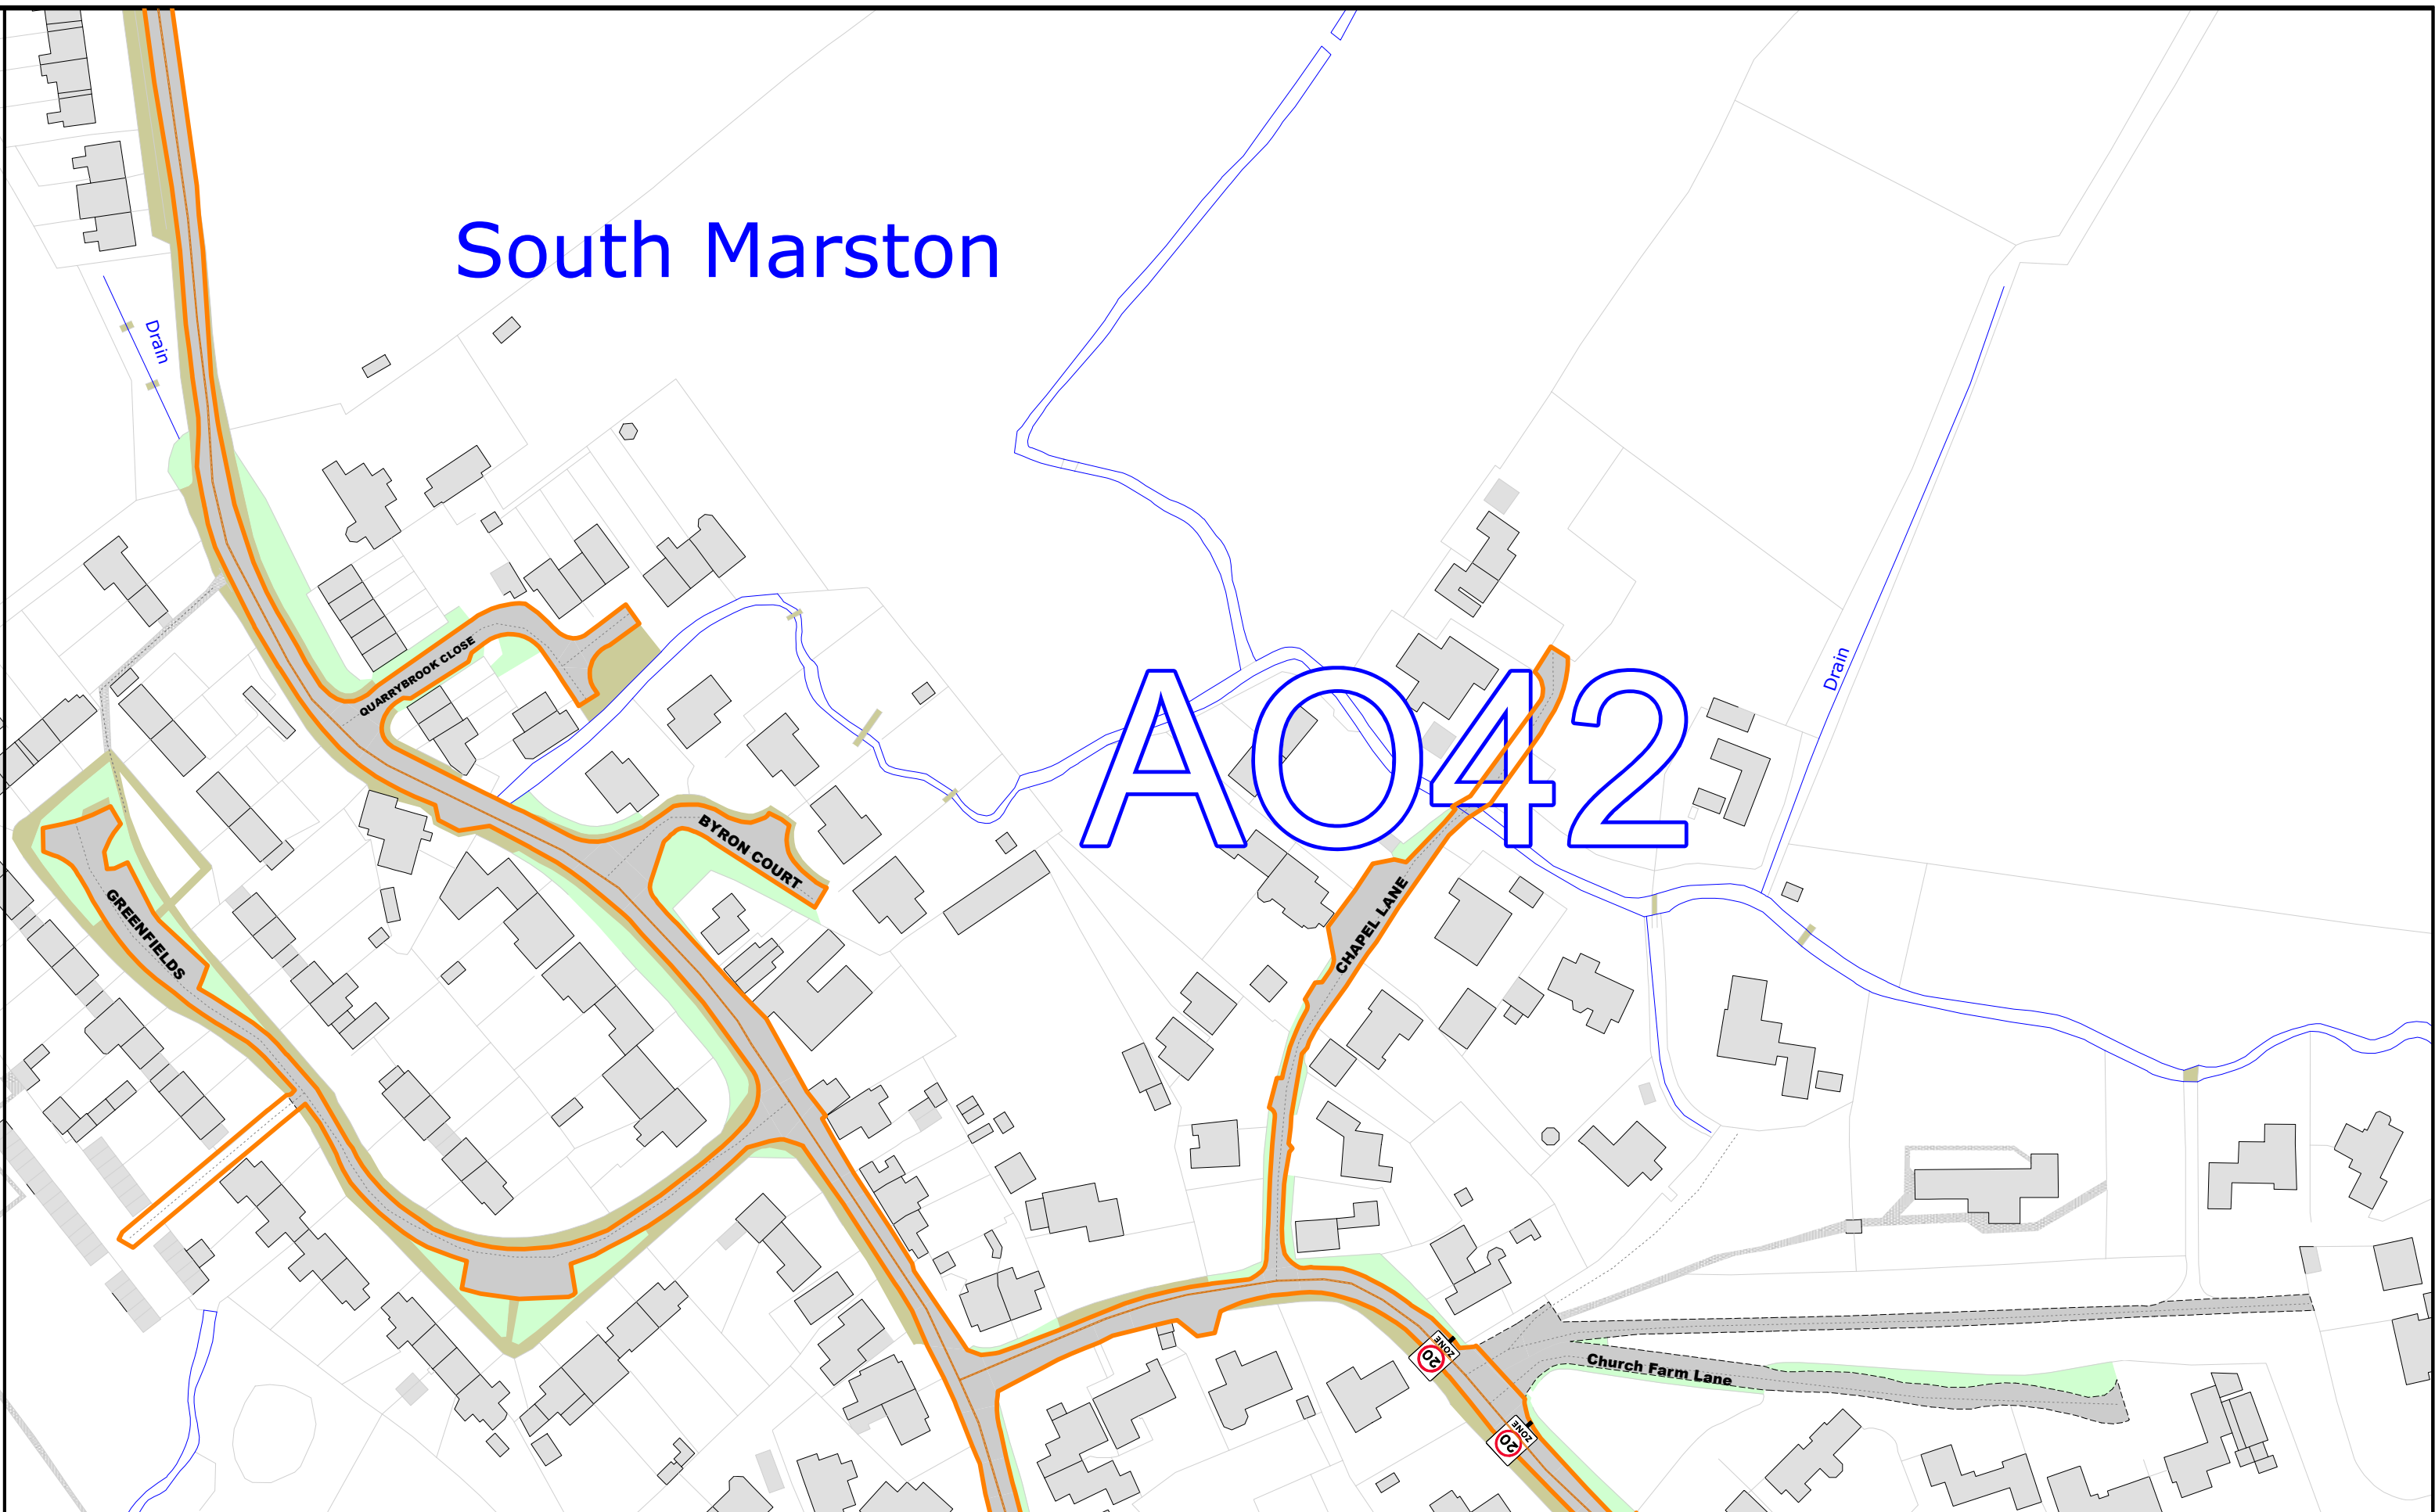 South Marston
Drain
QUARRYBROOK CLOSE
Drain
AO42
BYRON COURT
GREENFIELDS
CHAPEL LANE
ZONE
20
Church Farm Lane
ZONE
20